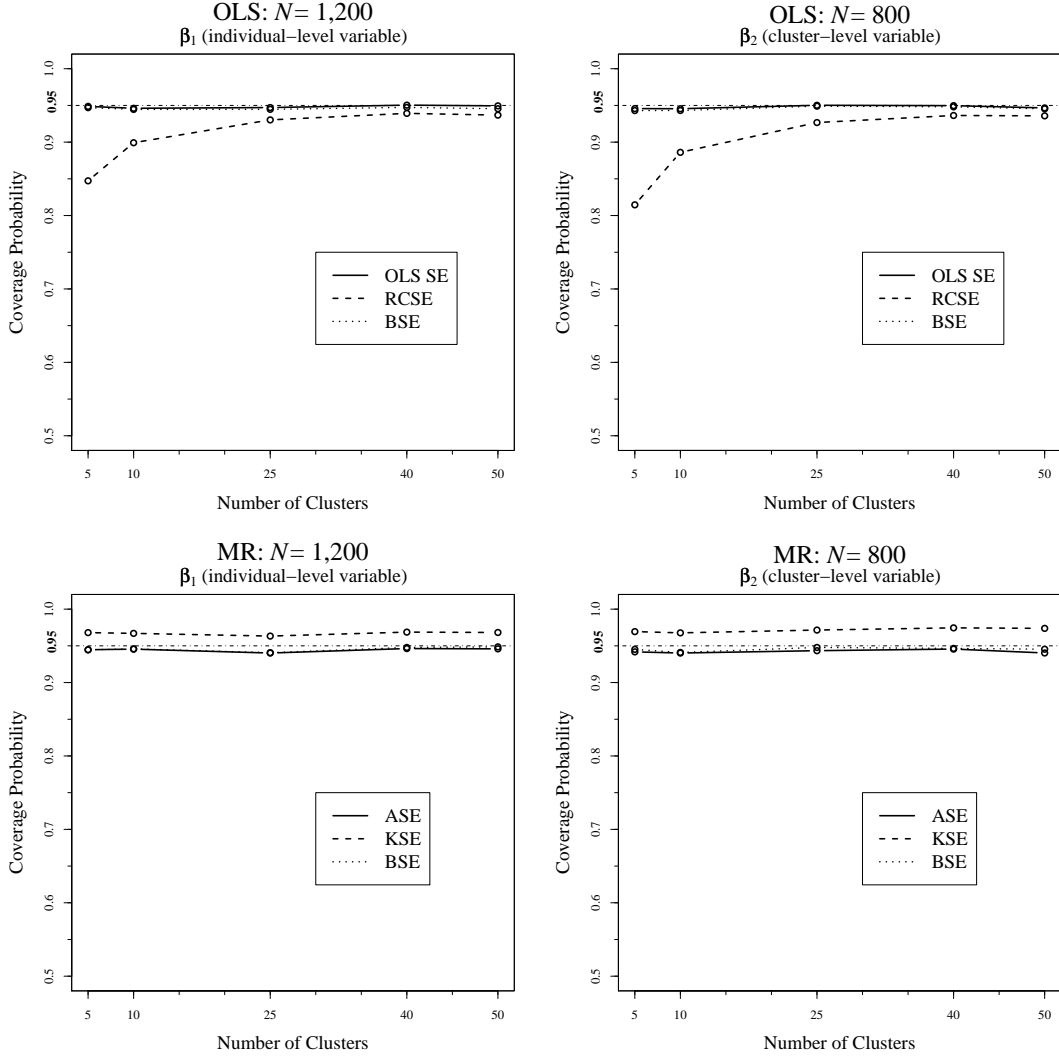 OLS: N = 1,200
β1 (individual−level variable)
Coverage Probability
1.0
0.95
0.9
0.8
0.7
0.6
0.5
OLS SE
RCSE
BSE
5 10 25 40 50
Number of Clusters
OLS: N = 800
β2 (cluster−level variable)
Coverage Probability
1.0
0.95
0.9
0.8
0.7
0.6
0.5
OLS SE
RCSE
BSE
5 10 25 40 50
Number of Clusters
MR: N = 1,200
β1 (individual−level variable)
Coverage Probability
1.0
0.95
0.9
0.8
0.7
0.6
0.5
ASE
KSE
BSE
5 10 25 40 50
Number of Clusters
MR: N = 800
β2 (cluster−level variable)
Coverage Probability
1.0
0.95
0.9
0.8
0.7
0.6
0.5
ASE
KSE
BSE
5 10 25 40 50
Number of Clusters